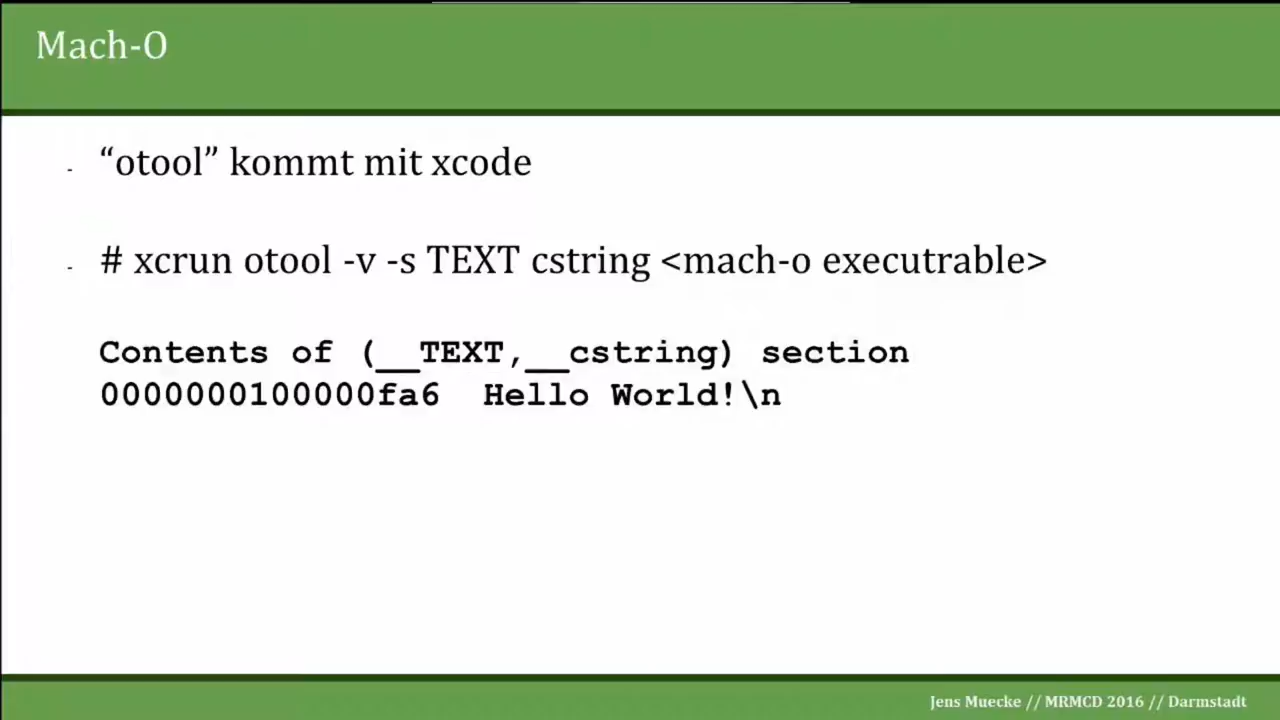 Mach-O
- “otool” kommt mit xcode
- # xcrun otool -v -s TEXT cstring <mach-o executrable>
Contents of (__TEXT,__cstring) section
0000000100000fa6  Hello World!\n
Jens Muecke // MRMCD 2016 // Darmstadt